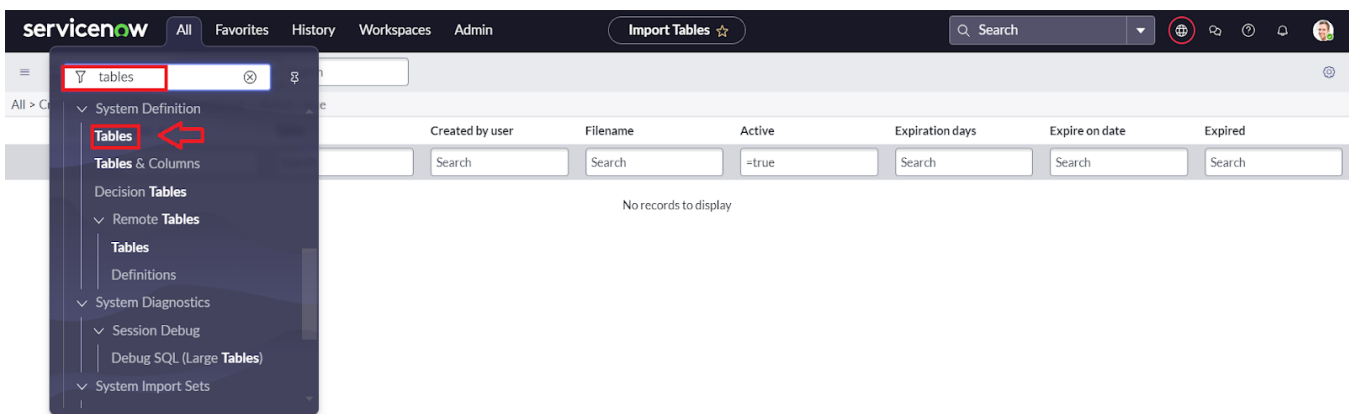 servicenow All Favorites History Workspaces Admin Import Tables Search
tables
All > C
System Definition
Tables
Created by user Filename Active Expiration days Expire on date Expired
Tables & Columns
Search Search =true Search Search Search
Decision Tables
Remote Tables
No records to display
Tables
Definitions
System Diagnostics
Session Debug
Debug SQL (Large Tables)
System Import Sets